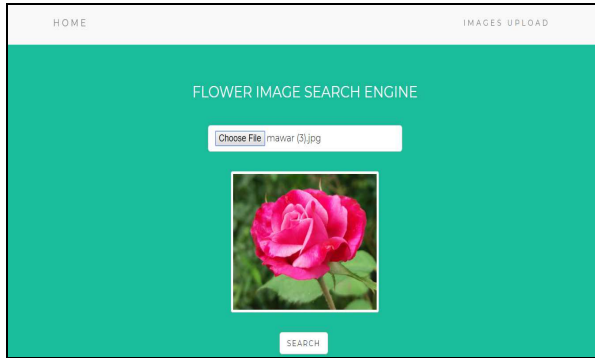 HOME IMAGES UPLOAD
FLOWER IMAGE SEARCH ENGINE
Choose File mawar (3).jpg
SEARCH